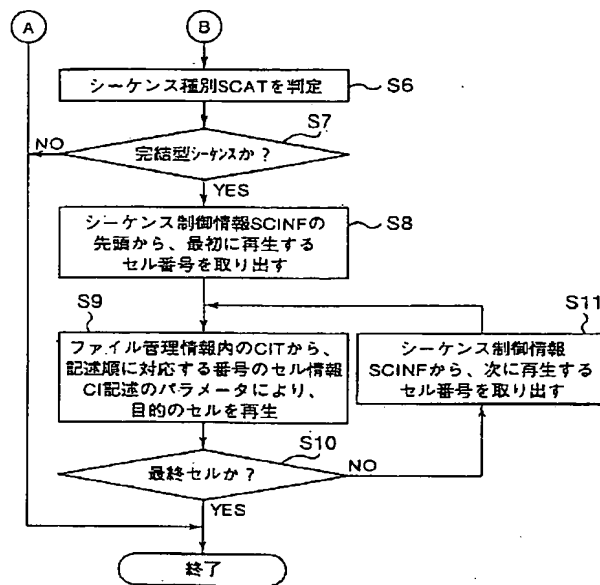 A
B
シーケンス種別SCATを判定
S6
S7
NO
完結型シーケンスか？
YES
シーケンス制御情報SCINFの
先頭から、最初に再生する
セル番号を取り出す
S8
S9
ファイル管理情報内のCITから、
記述順に対応する番号のセル情報
CI記述のパラメータにより、
目的のセルを再生
S11
シーケンス制御情報
SCINFから、次に再生する
セル番号を取り出す
S10
最終セルか？
NO
YES
終了